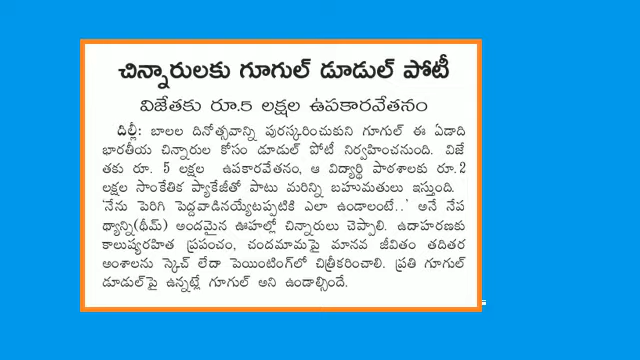 చిన్నారులకు గూగుల్ డూడుల్ పోటీ
విజేతకు రూ.5 లక్షల ఉపకారవేతనం
దిల్లీ: బాలల దినోత్సవాన్ని పురస్కరించుకుని గూగుల్ ఈ ఏడాది
భారతీయ చిన్నారుల కోసం డూడుల్ పోటీ నిర్వహించనుంది. విజే
తకు రూ. 5 లక్షల ఉపకారవేతనం, ఆ విద్యార్థి పాఠశాలకు రూ.2
లక్షల సాంకేతిక ప్యాకేజీతో పాటు మరిన్ని బహుమతులు ఇస్తుంది.
'నేను పెరిగి పెద్దవాడినయ్యేటప్పటికి ఎలా ఉండాలంటే..' అనే నేప
థ్యాన్ని(థీమ్) అందమైన ఊహల్లో చిన్నారులు చెప్పాలి. ఉదాహరణకు
కాలుష్యరహిత ప్రపంచం, చందమామపై మానవ జీవితం తదితర
అంశాలను స్కెచ్ లేదా పెయింటింగ్‌లో చిత్రీకరించాలి. ప్రతి గూగుల్
డూడుల్‌పై ఉన్నట్లే గూగుల్ అని ఉండాల్సిందే.